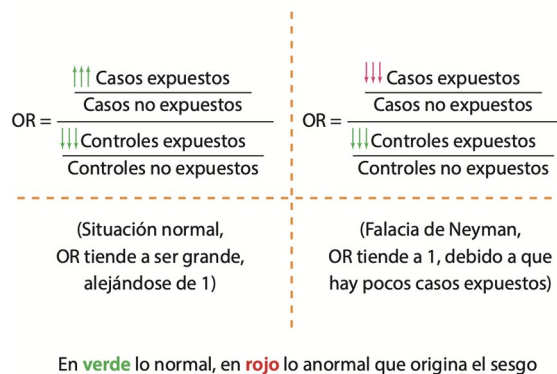 OR =
↑↑↑ Casos expuestos
Casos no expuestos
↓↓↓ Controles expuestos
Controles no expuestos
(Situación normal,
OR tiende a ser grande,
alejándose de 1)
OR =
↓↓↓ Casos expuestos
Casos no expuestos
↓↓↓ Controles expuestos
Controles no expuestos
(Falacia de Neyman,
OR tiende a 1, debido a que
hay pocos casos expuestos)
En verde lo normal, en rojo lo anormal que origina el sesgo